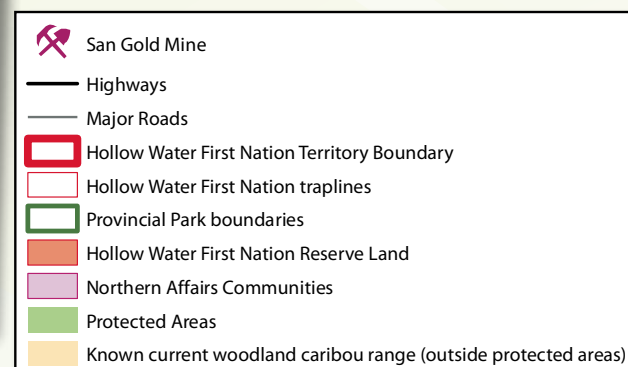 San Gold Mine
Highways
Major Roads
Hollow Water First Nation Territory Boundary
Hollow Water First Nation traplines
Provincial Park boundaries
Hollow Water First Nation Reserve Land
Northern Affairs Communities
Protected Areas
Known current woodland caribou range (outside protected areas)